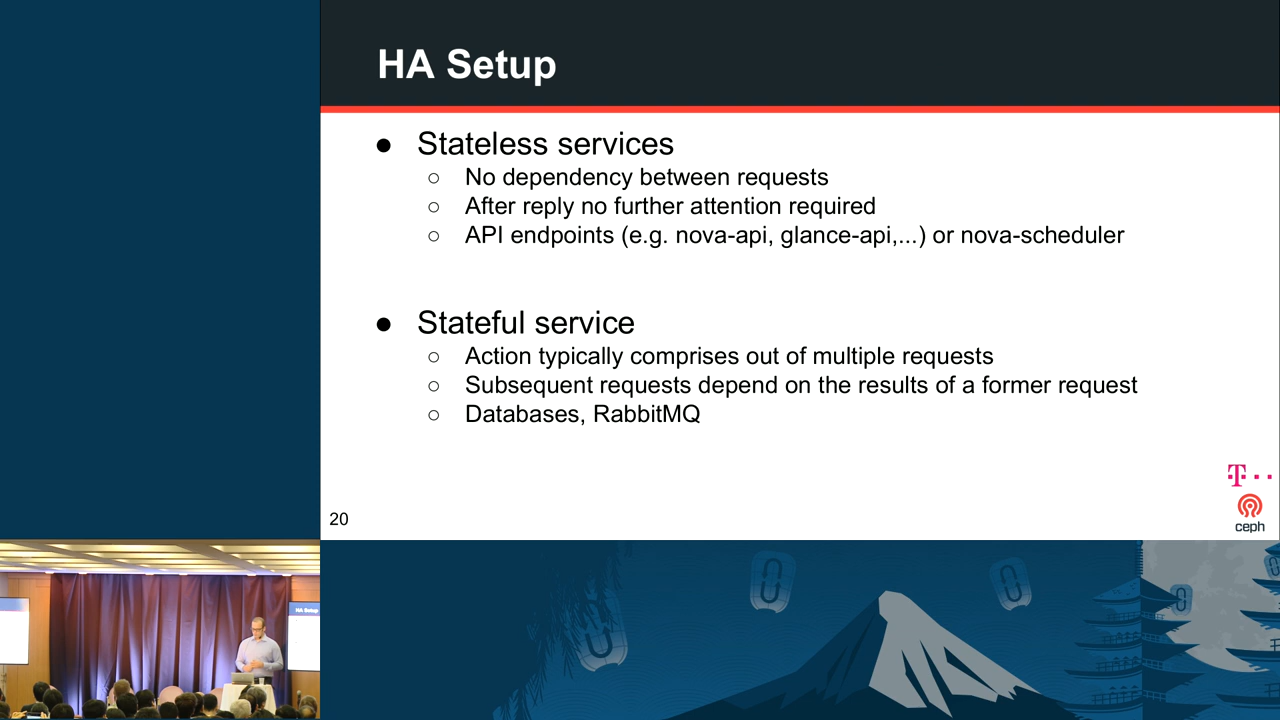 HA Setup
● Stateless services
○ No dependency between requests
○ After reply no further attention required
○ API endpoints (e.g. nova-api, glance-api,...) or nova-scheduler
● Stateful service
○ Action typically comprises out of multiple requests
○ Subsequent requests depend on the results of a former request
○ Databases, RabbitMQ
T
ceph
20
HA Setup